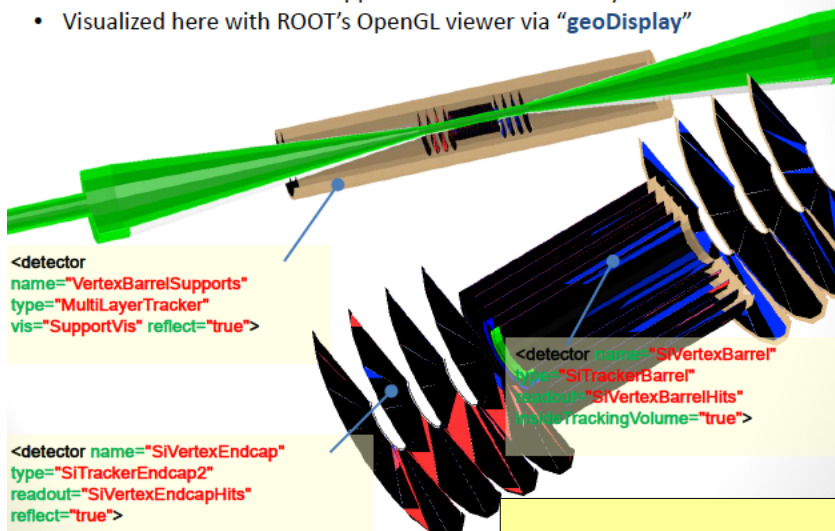 • Visualized here with ROOT's OpenGL viewer via “geoDisplay”
<detector
name="VertexBarrelSupports"
type="MultiLayerTracker"
vis="SupportVis" reflect="true">
<detector name="SiVertexBarrel"
type="SiTrackerBarrel"
readout="SiVertexBarrelHits"
insideTrackingVolume="true">
<detector name="SiVertexEndcap"
type="SiTrackerEndcap2"
readout="SiVertexEndcapHits"
reflect="true">